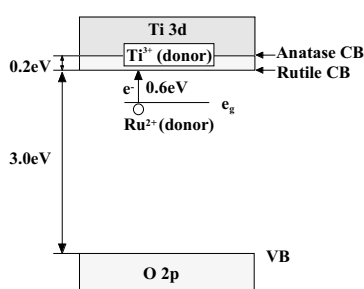 Ti 3d
Ti³⁺ (donor)
Anatase CB
0.2eV
Rutile CB
e⁻ 0.6eV
e_g
Ru²⁺ (donor)
3.0eV
VB
O 2p